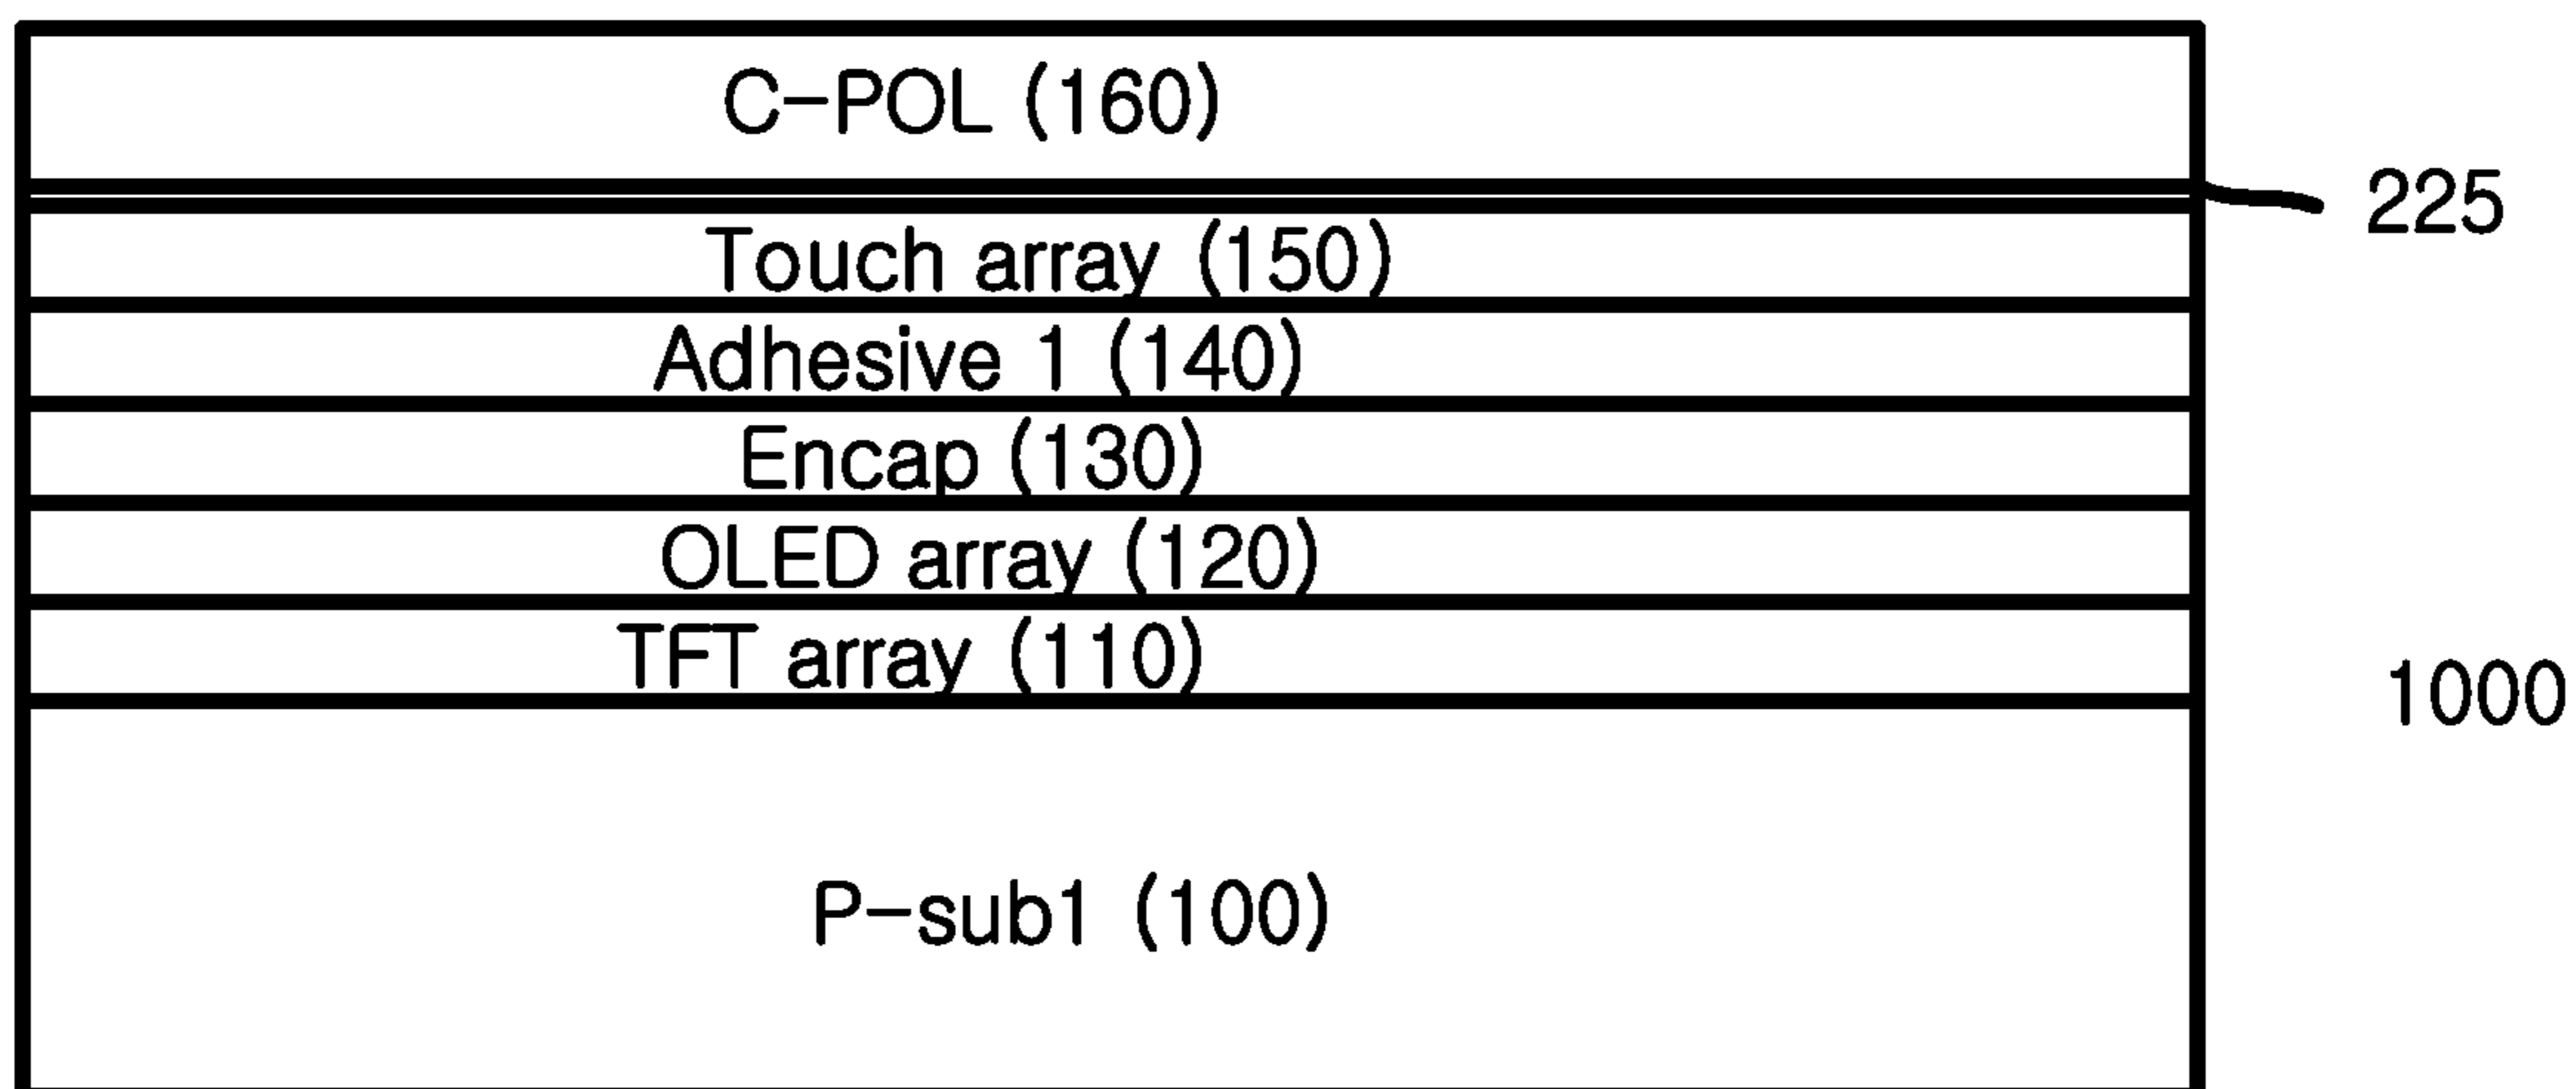 C-POL (160)
225
Touch array (150)
Adhesive 1 (140)
Encap (130)
OLED array (120)
TFT array (110)
1000
P-sub1 (100)